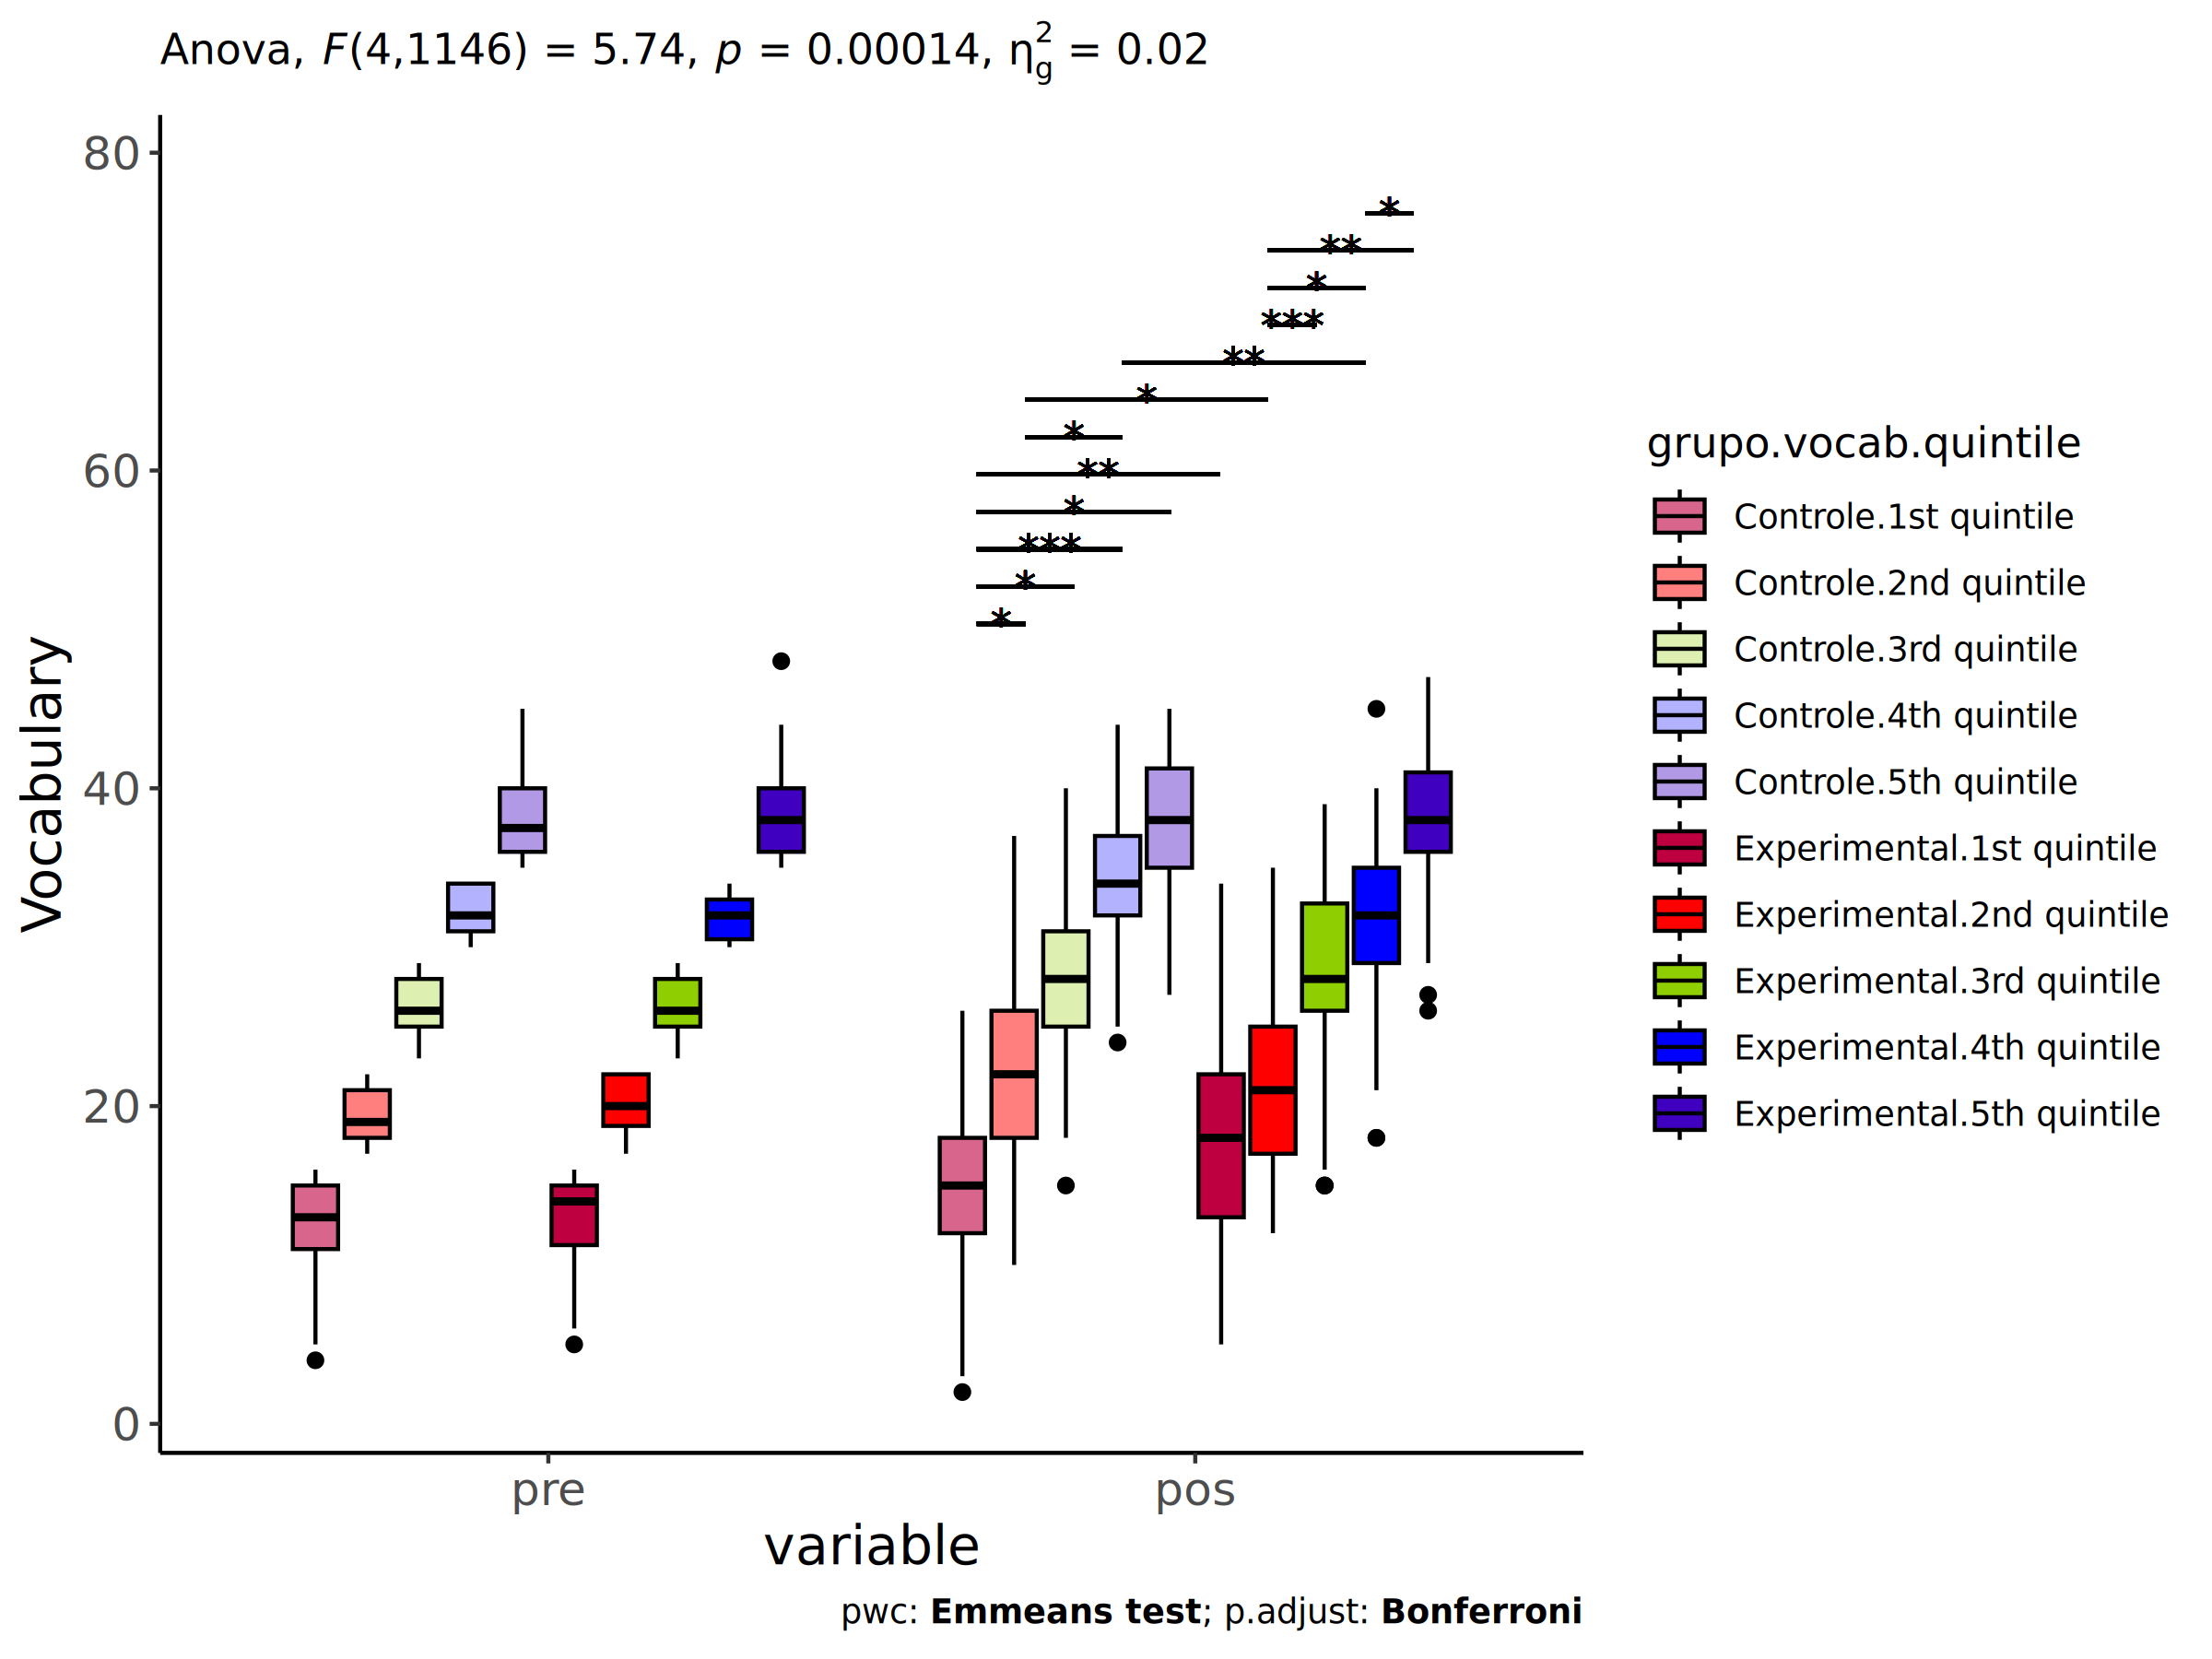 Anova, F(4,1146) = 5.74, p = 0.00014, η²g = 0.02
80
60
40
20
0
Vocabulary
*
**
*
***
**
*
*
**
*
***
*
*
pre
pos
variable
pwc: Emmeans test; p.adjust: Bonferroni
grupo.vocab.quintile
Controle.1st quintile
Controle.2nd quintile
Controle.3rd quintile
Controle.4th quintile
Controle.5th quintile
Experimental.1st quintile
Experimental.2nd quintile
Experimental.3rd quintile
Experimental.4th quintile
Experimental.5th quintile